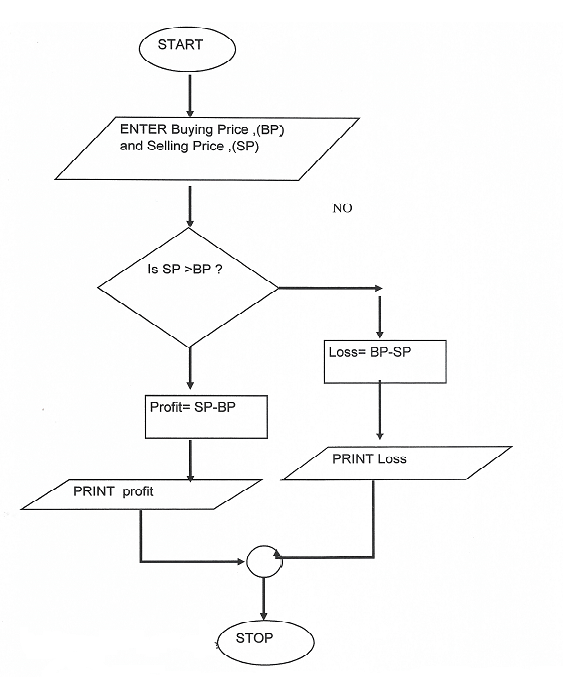 START
ENTER Buying Price ,(BP)
and Selling Price ,(SP)
NO
Is SP >BP ?
Loss= BP-SP
Profit= SP-BP
PRINT Loss
PRINT profit
STOP